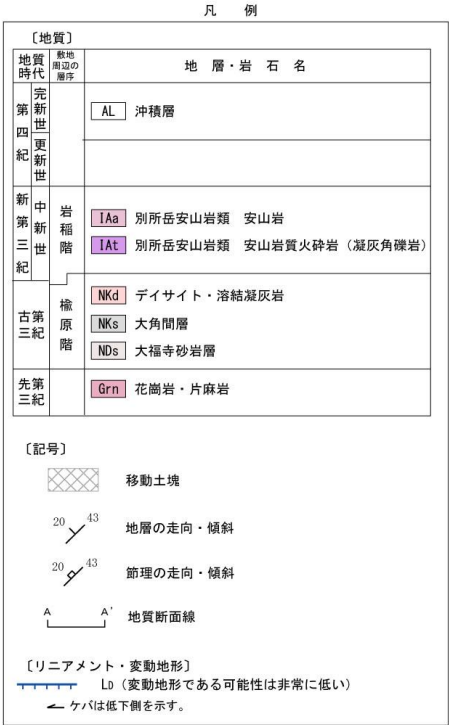 凡 例
〔地質〕
地質時代 敷地周辺の層序 地 層・岩 石 名
第四紀 完新世 AL 沖積層
更新世
新第三紀 中新世 岩稲階 IAa 別所岳安山岩類 安山岩
IAt 別所岳安山岩類 安山岩質火砕岩（凝灰角礫岩）
古第三紀 楡原階 NKd デイサイト・溶結凝灰岩
NKs 大角間層
NDs 大福寺砂岩層
先第三紀 Grn 花崗岩・片麻岩
〔記号〕
移動土塊
20 43 地層の走向・傾斜
20 43 節理の走向・傾斜
A A' 地質断面線
〔リニアメント・変動地形〕
LD（変動地形である可能性は非常に低い）
ケバは低下側を示す。